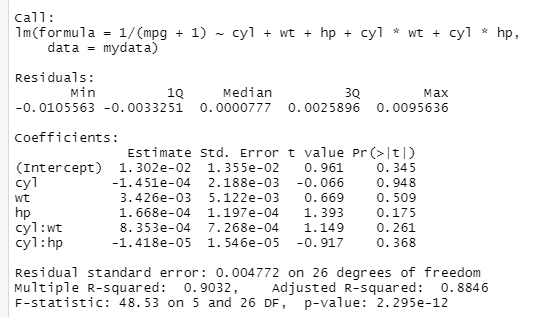 Call:
lm(formula = 1/(mpg + 1) ~ cyl + wt + hp + cyl * wt + cyl * hp,
    data = mydata)
Residuals:
       Min         1Q     Median         3Q        Max
-0.0105563 -0.0033251  0.0000777  0.0025896  0.0095636
Coefficients:
              Estimate Std. Error t value Pr(>|t|)
(Intercept)  1.302e-02  1.355e-02   0.961    0.345
cyl         -1.451e-04  2.188e-03  -0.066    0.948
wt           3.426e-03  5.122e-03   0.669    0.509
hp           1.668e-04  1.197e-04   1.393    0.175
cyl:wt       8.353e-04  7.268e-04   1.149    0.261
cyl:hp      -1.418e-05  1.546e-05  -0.917    0.368
Residual standard error: 0.004772 on 26 degrees of freedom
Multiple R-squared:  0.9032,    Adjusted R-squared:  0.8846
F-statistic: 48.53 on 5 and 26 DF,  p-value: 2.295e-12